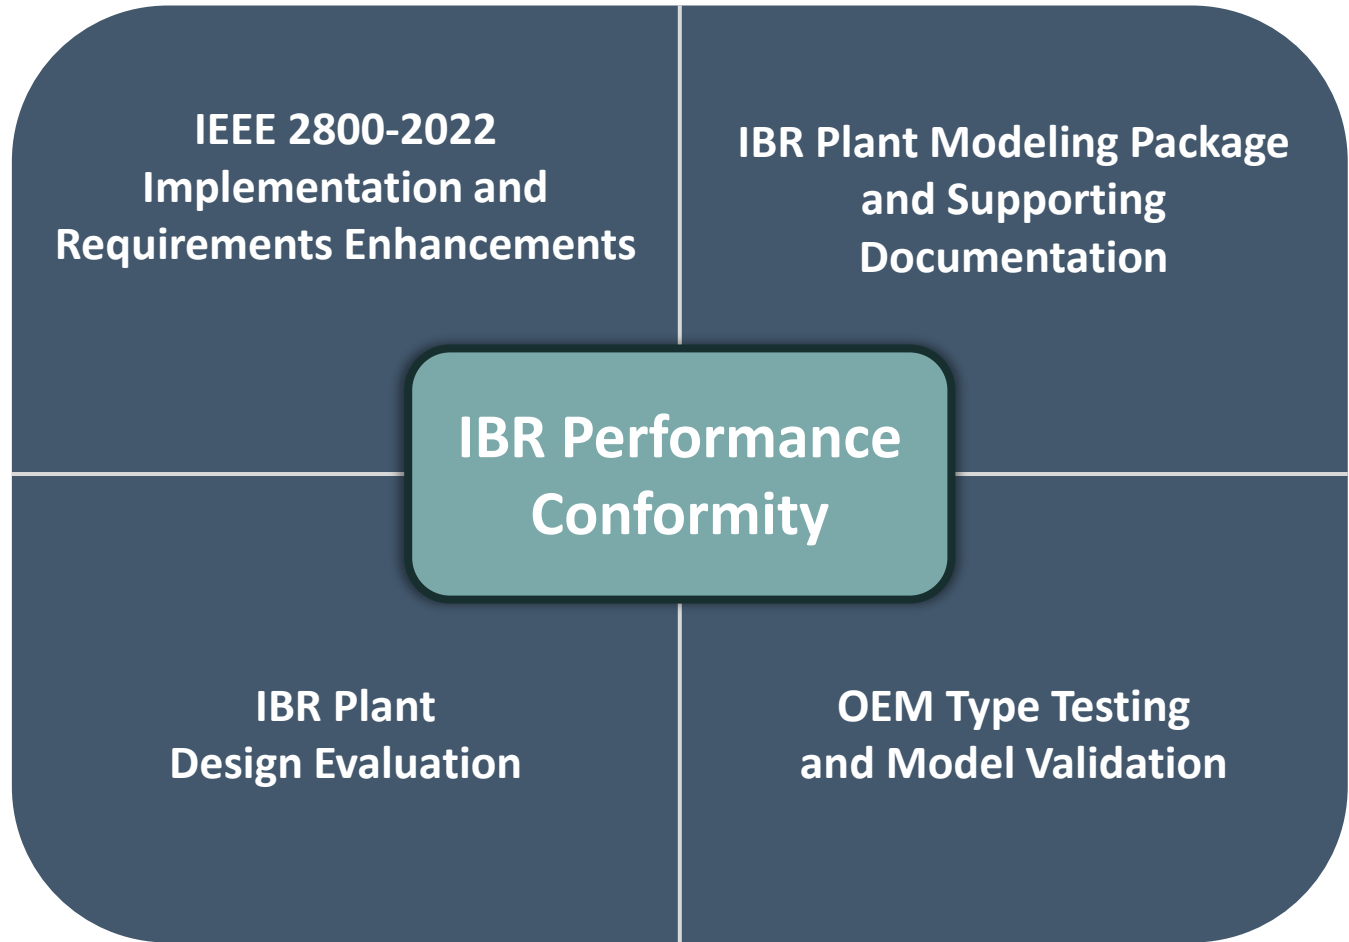 IEEE 2800-2022
Implementation and
Requirements Enhancements
IBR Plant Modeling Package
and Supporting
Documentation
IBR Performance
Conformity
IBR Plant
Design Evaluation
OEM Type Testing
and Model Validation